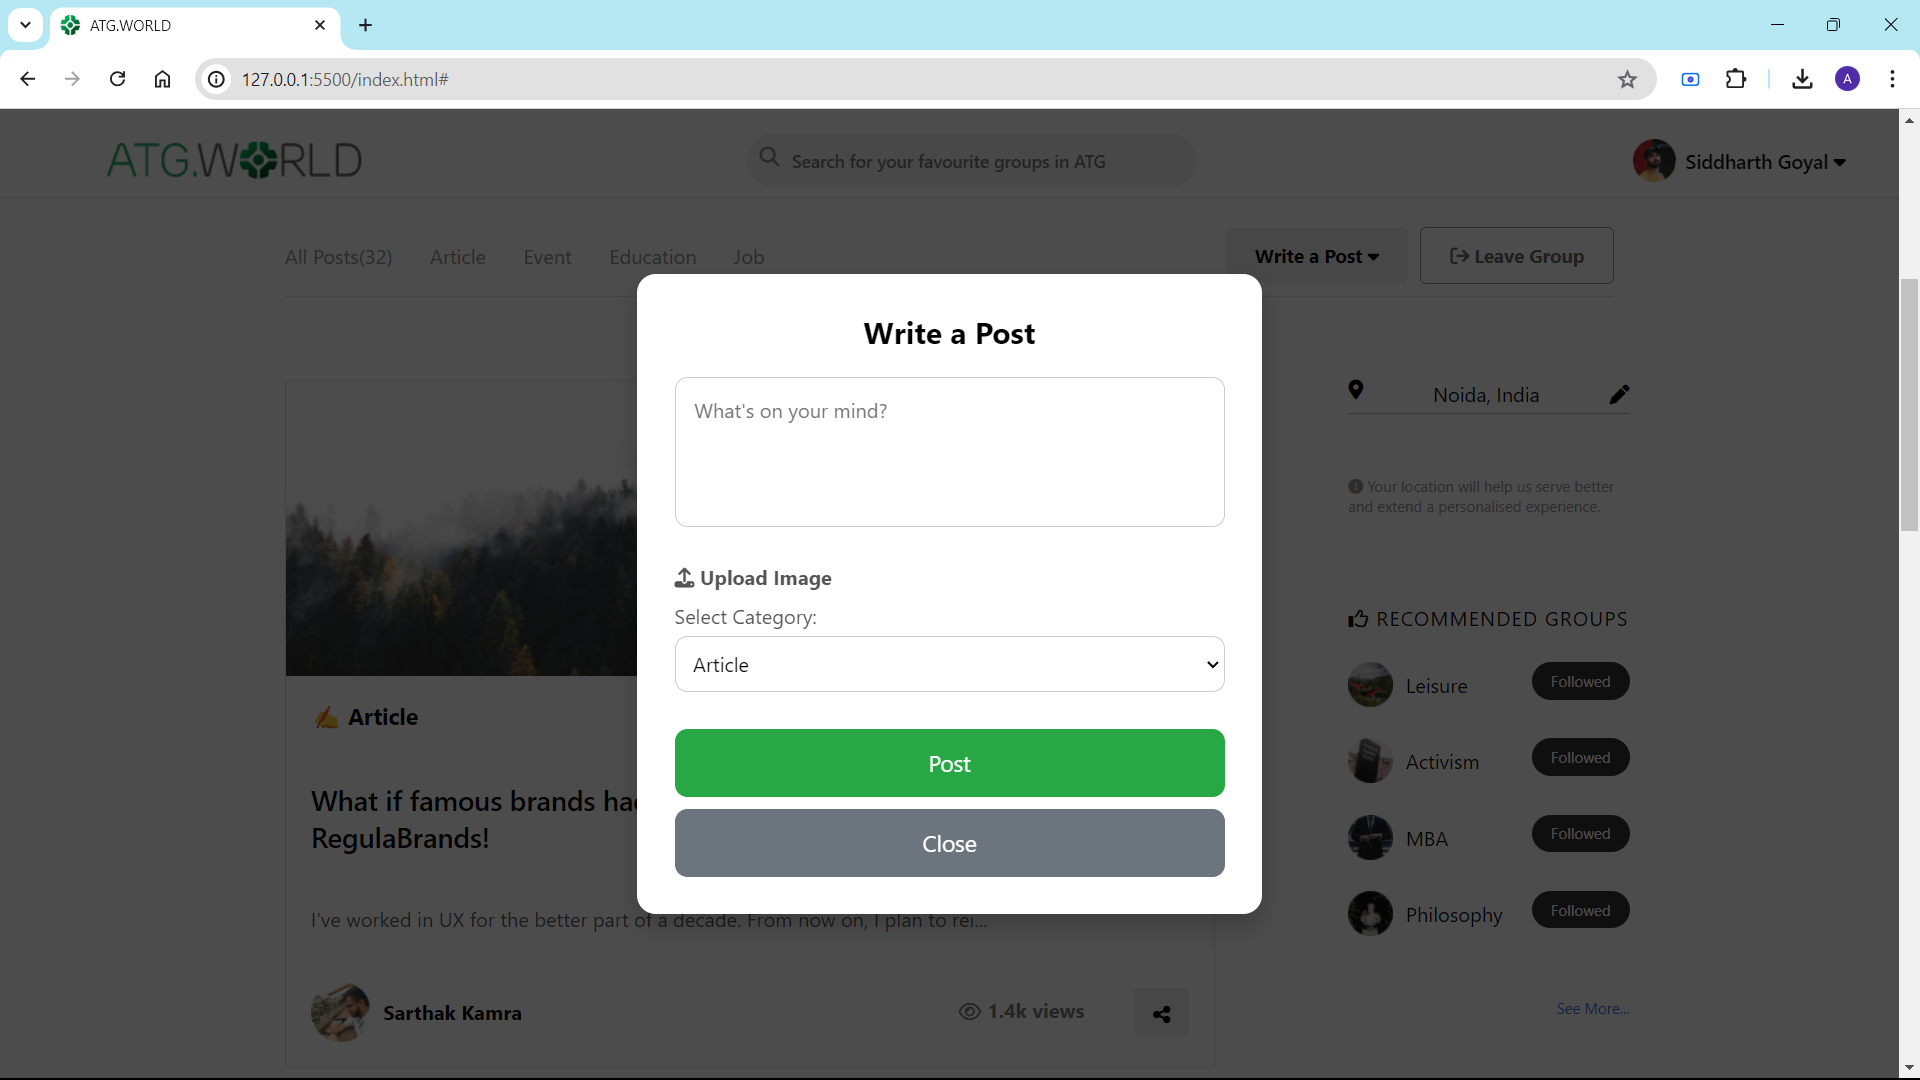 ATG.WORLD
127.0.0.1:5500/index.html#
A
ATG.WORLD
Search for your favourite groups in ATG
Siddharth Goyal
All Posts(32) Article Event Education Job
Write a Post
Leave Group
Write a Post
What's on your mind?
Upload Image
Select Category:
Article
Post
Close
✍️ Article
What if famous brands ha
RegulaBrands!
I've worked in UX for the better part of a decade. From now on, I plan to rei...
Sarthak Kamra
1.4k views
Noida, India
Your location will help us serve better
and extend a personalised experience.
RECOMMENDED GROUPS
Leisure Followed
Activism Followed
MBA Followed
Philosophy Followed
See More...